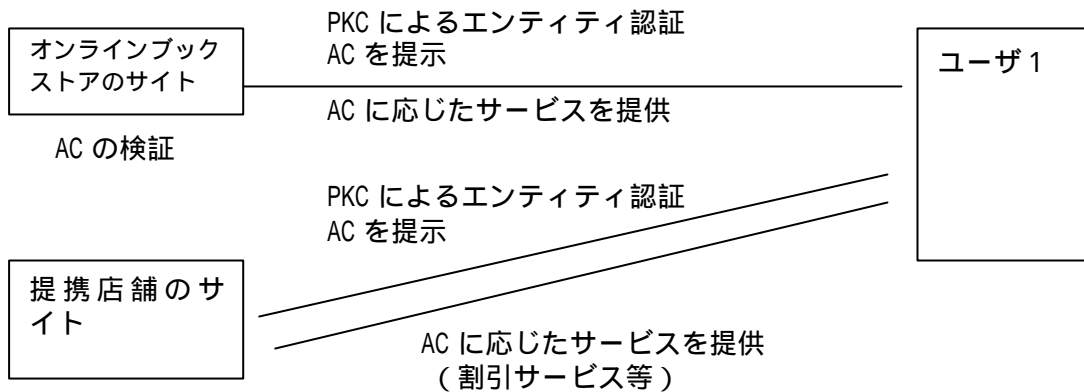 PKC によるエンティティ認証
AC を提示
オンラインブック
ストアのサイト
ユーザ 1
AC に応じたサービスを提供
AC の検証
PKC によるエンティティ認証
AC を提示
提携店舗のサ
イト
AC に応じたサービスを提供
（割引サービス等）